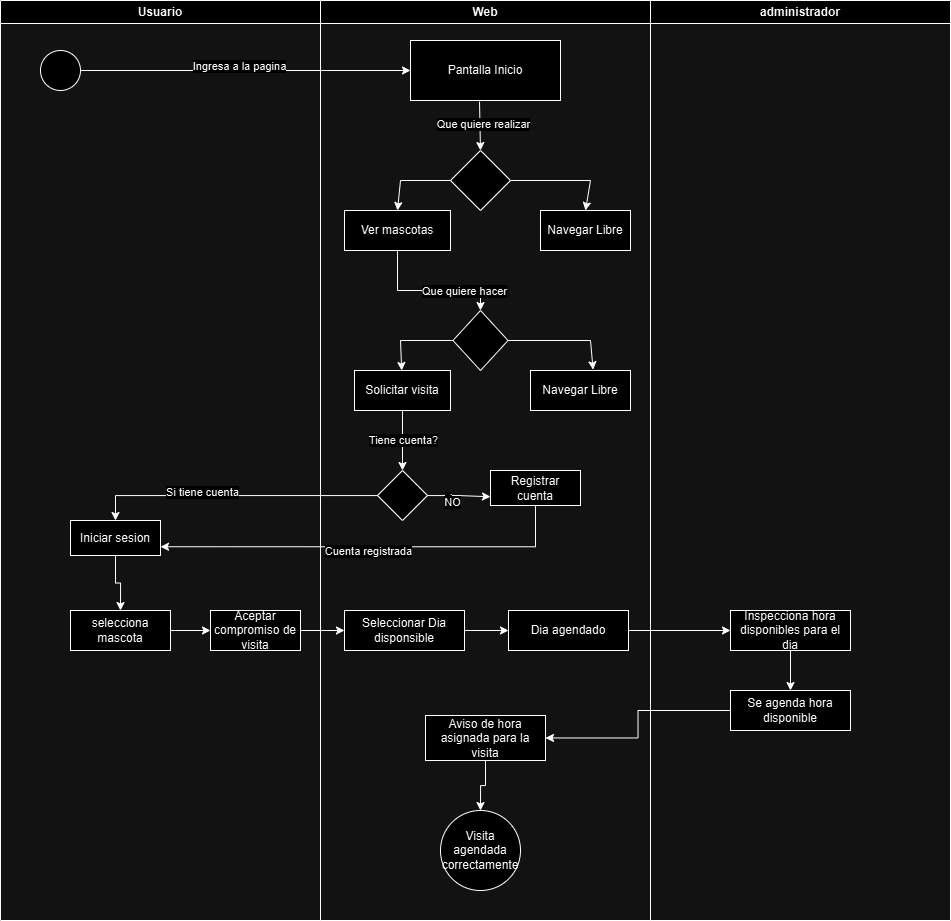 Usuario
Web
administrador
Ingresa a la pagina
Pantalla Inicio
Que quiere realizar
Ver mascotas
Navegar Libre
Que quiere hacer
Solicitar visita
Navegar Libre
Tiene cuenta?
Si tiene cuenta
NO
Registrar
cuenta
Iniciar sesion
Cuenta registrada
selecciona
mascota
Aceptar
compromiso de
visita
Seleccionar Dia
disponsible
Dia agendado
Inspecciona hora
disponibles para el
dia
Se agenda hora
disponible
Aviso de hora
asignada para la
visita
Visita
agendada
correctamente